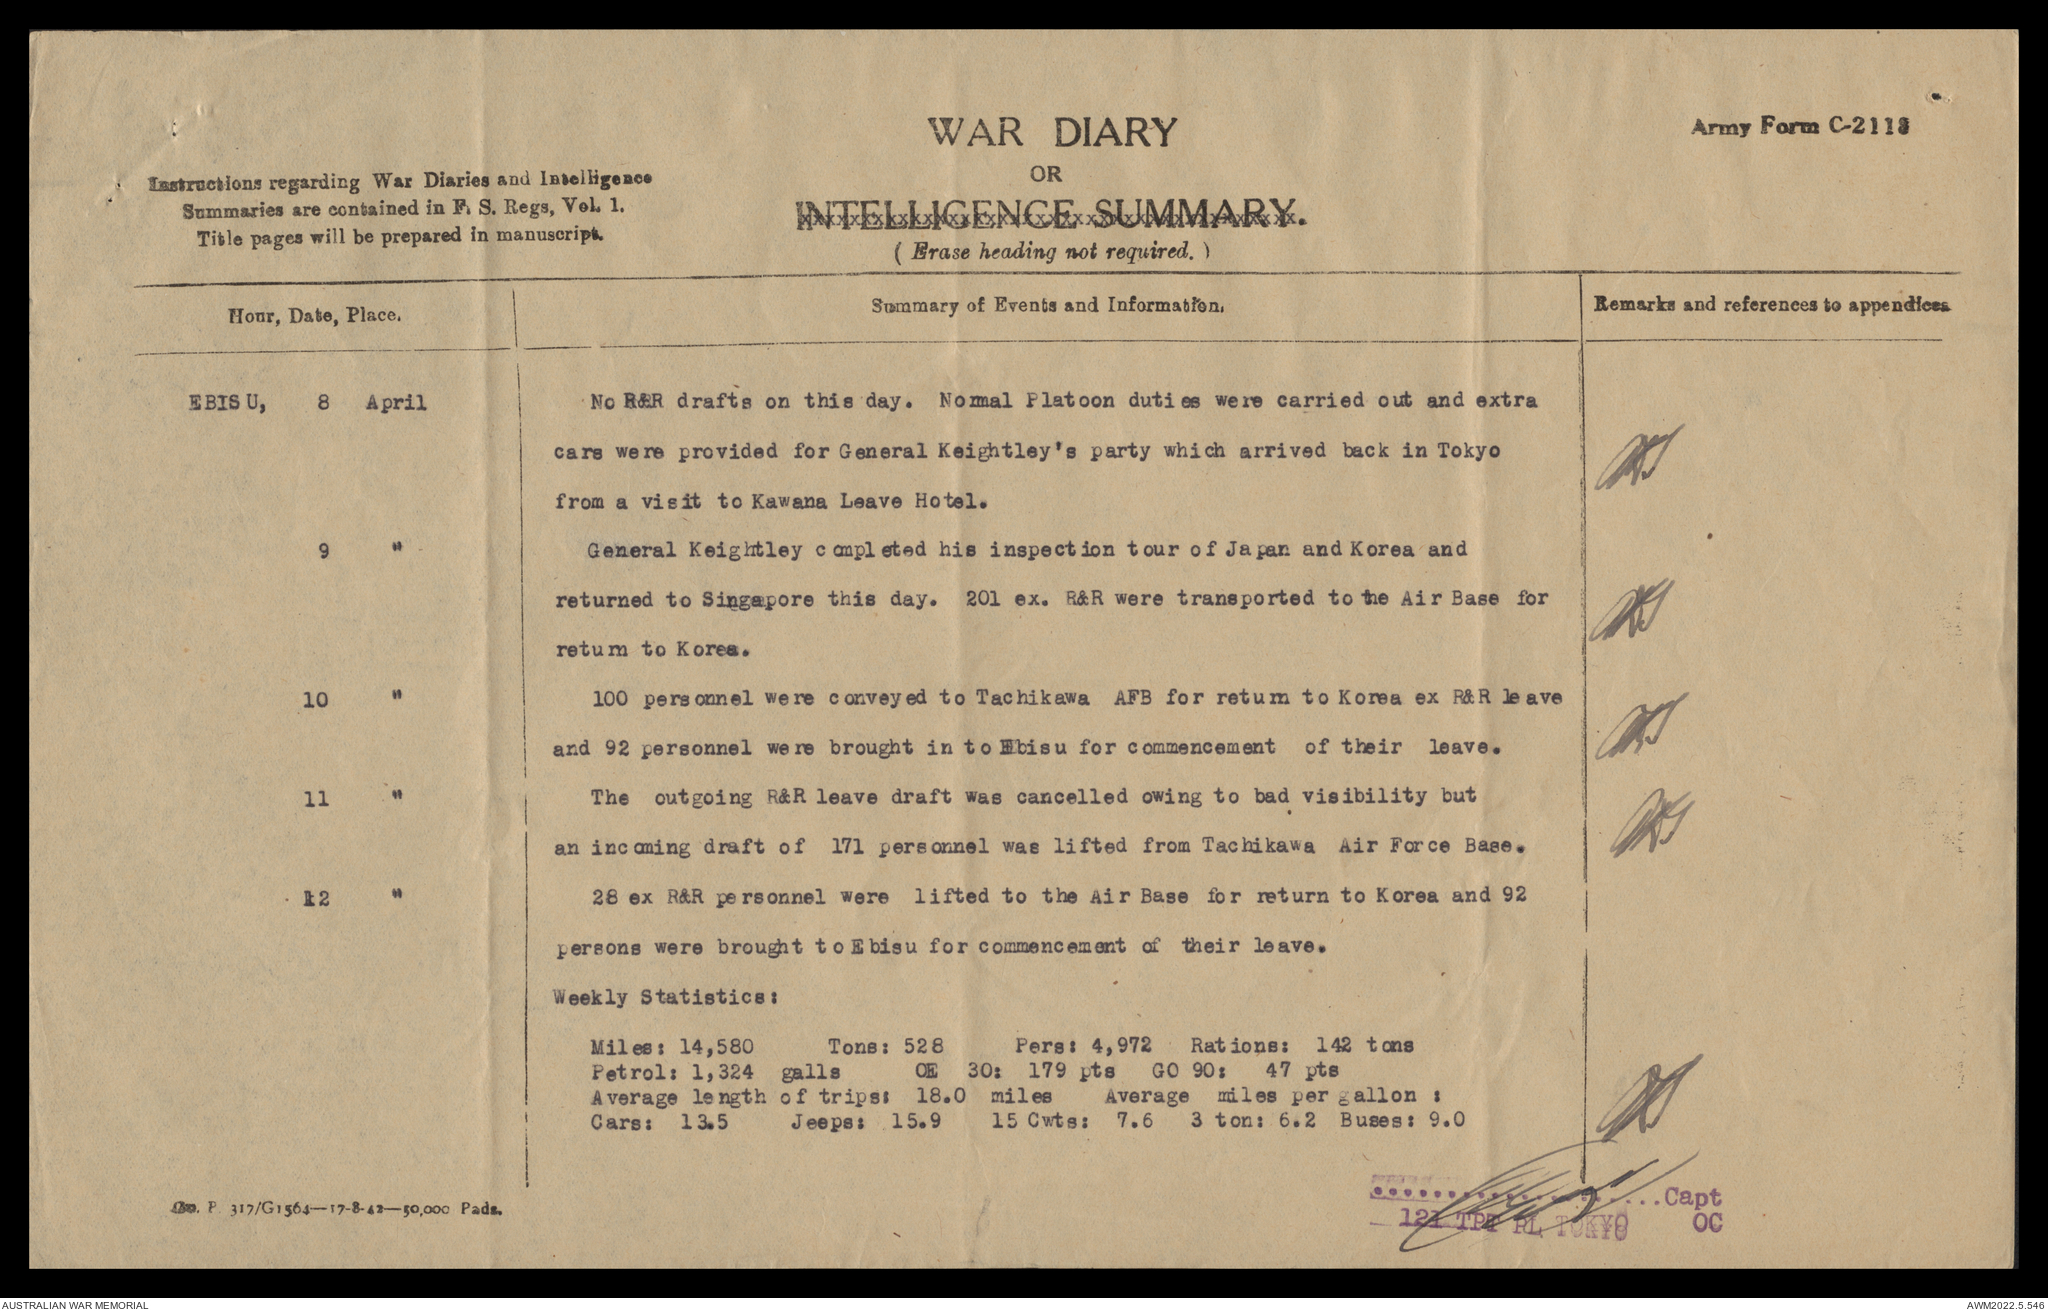 WAR DIARY
OR
INTELLIGENCE SUMMARY.
(Erase heading not required.)
Army Form C-2118
Instructions regarding War Diaries and Intelligence
Summaries are contained in F. S. Regs, Vol. 1.
Title pages will be prepared in manuscript.
Hour, Date, Place. Summary of Events and Information. Remarks and references to appendices
EBISU, 8 April No R&R drafts on this day. Normal Platoon duties were carried out and extra
cars were provided for General Keightley's party which arrived back in Tokyo
from a visit to Kawana Leave Hotel.
9 " General Keightley completed his inspection tour of Japan and Korea and
returned to Singapore this day. 201 ex. R&R were transported to the Air Base for
return to Korea.
10 " 100 personnel were conveyed to Tachikawa AFB for return to Korea ex R&R leave
and 92 personnel were brought in to Ebisu for commencement of their leave.
11 " The outgoing R&R leave draft was cancelled owing to bad visibility but
an incoming draft of 171 personnel was lifted from Tachikawa Air Force Base.
12 " 28 ex R&R personnel were lifted to the Air Base for return to Korea and 92
persons were brought to Ebisu for commencement of their leave.
Weekly Statistics:
Miles: 14,580 Tons: 528 Pers: 4,972 Rations: 142 tons
Petrol: 1,324 galls OE 30: 179 pts GO 90: 47 pts
Average length of trips: 18.0 miles Average miles per gallon :
Cars: 13.5 Jeeps: 15.9 15 Cwts: 7.6 3 ton: 6.2 Buses: 9.0
..................Capt
121 TPT PL TOKYO OC
Co. P. 317/G1564—17-8-42—50,000 Pads.
AUSTRALIAN WAR MEMORIAL
AWM2022.5.546